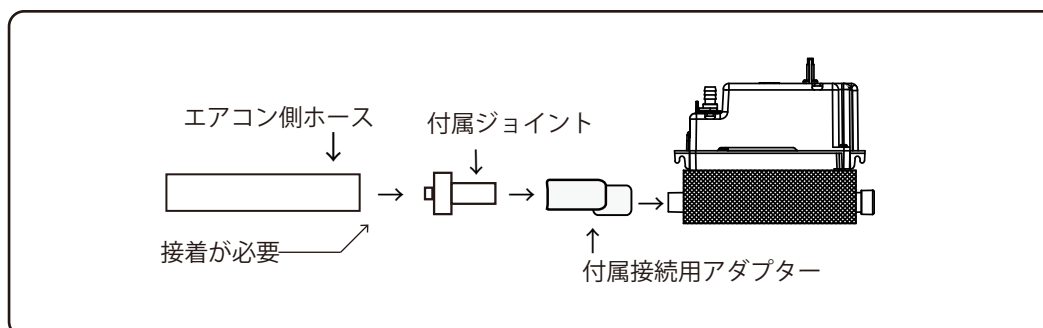 エアコン側ホース
付属ジョイント
接着が必要
付属接続用アダプター